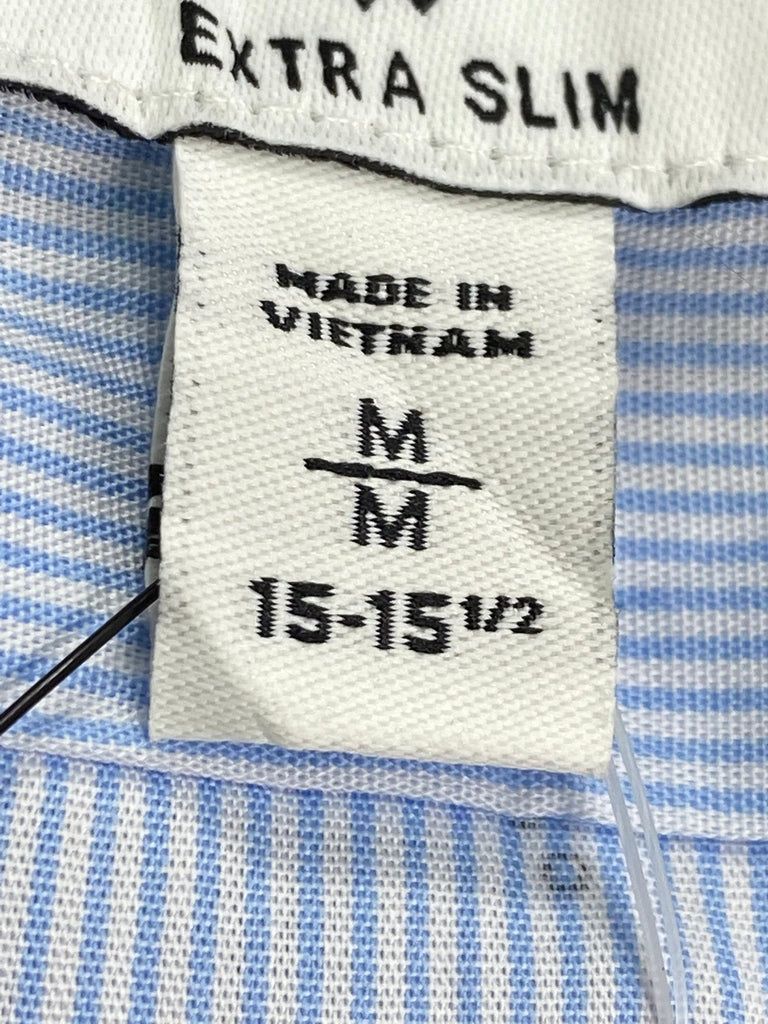 EXTRA SLIM
MADE IN
VIETNAM
M
M
15-15 1/2